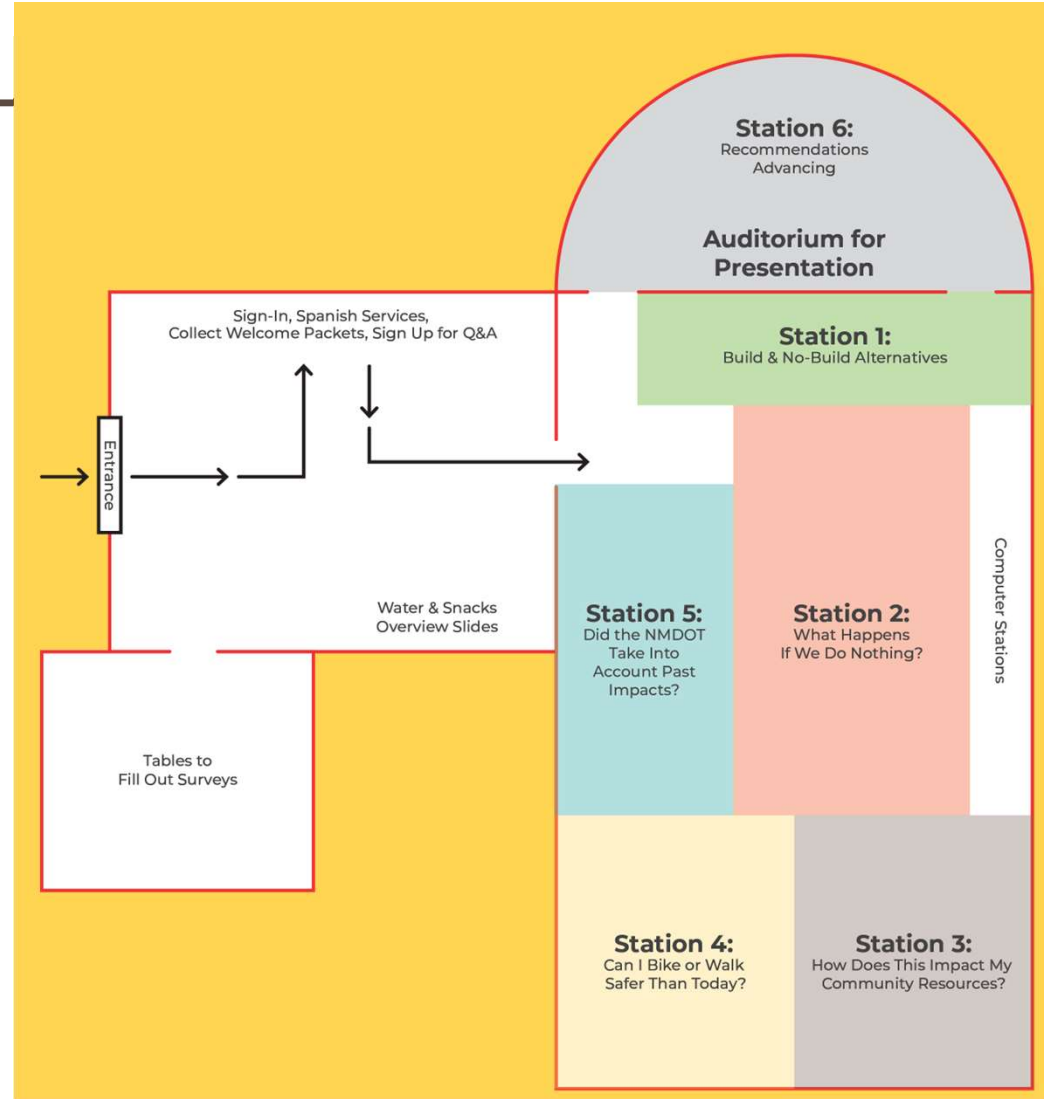 Station 6:
Recommendations
Advancing
Auditorium for
Presentation
Sign-In, Spanish Services,
Collect Welcome Packets, Sign Up for Q&A
Station 1:
Build & No-Build Alternatives
Entrance
Water & Snacks
Overview Slides
Station 5:
Did the NMDOT
Take Into
Account Past
Impacts?
Station 2:
What Happens
If We Do Nothing?
Computer Stations
Tables to
Fill Out Surveys
Station 4:
Can I Bike or Walk
Safer Than Today?
Station 3:
How Does This Impact My
Community Resources?